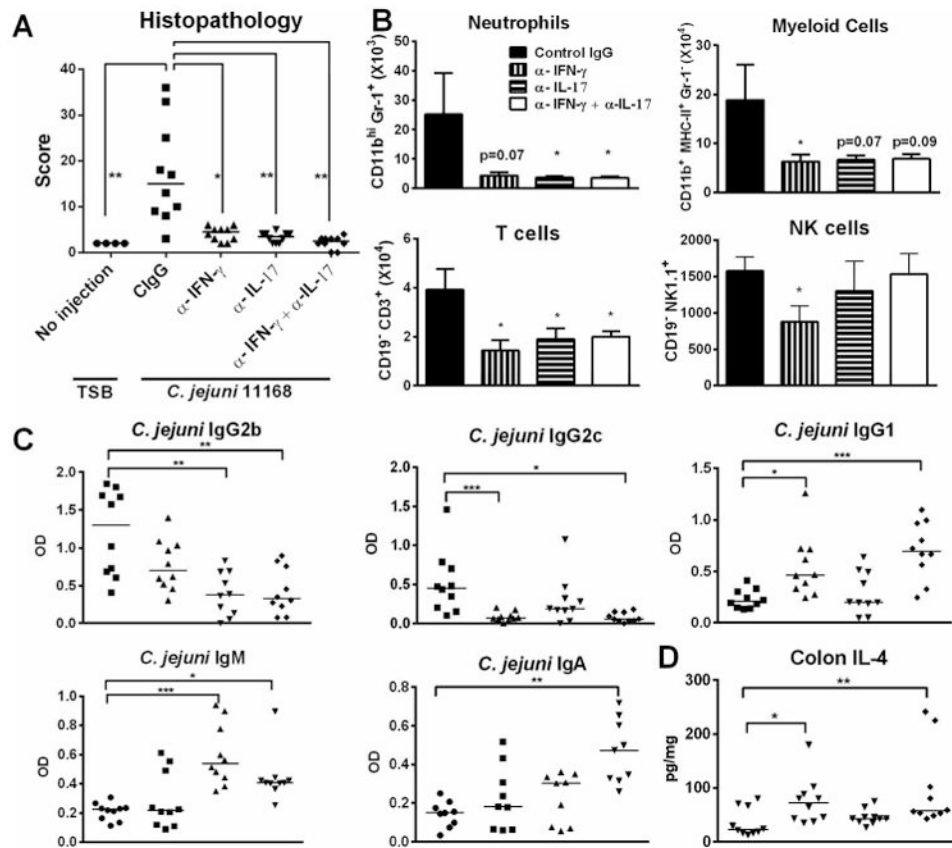 A
Histopathology
Score
40
30
20
10
0
**
*
**
**
No injection
CIgG
α- IFN-γ
α- IL-17
α- IFN-γ + α-IL-17
TSB
C. jejuni 11168
B
Neutrophils
CD11bʰⁱ Gr-1⁺ (X10³)
50
40
30
20
10
0
p=0.07
*
*
Control IgG
α- IFN-γ
α- IL-17
α- IFN-γ + α-IL-17
Myeloid Cells
CD11b⁺ MHC-II⁺ Gr-1⁻ (X10⁴)
30
20
10
0
*
p=0.07
p=0.09
T cells
CD19⁻ CD3⁺ (X10⁴)
6
4
2
0
*
*
*
NK cells
CD19⁻ NK1.1⁺
2000
1500
1000
500
0
*
C
C. jejuni IgG2b
OD
2.0
1.5
1.0
0.5
0.0
**
**
C. jejuni IgG2c
OD
2.0
1.5
1.0
0.5
0.0
*
***
C. jejuni IgG1
OD
1.5
1.0
0.5
0.0
***
*
C. jejuni IgM
OD
1.0
0.8
0.6
0.4
0.2
0.0
*
***
C. jejuni IgA
OD
0.8
0.6
0.4
0.2
0.0
**
D
Colon IL-4
pg/mg
300
200
100
50
0
**
*